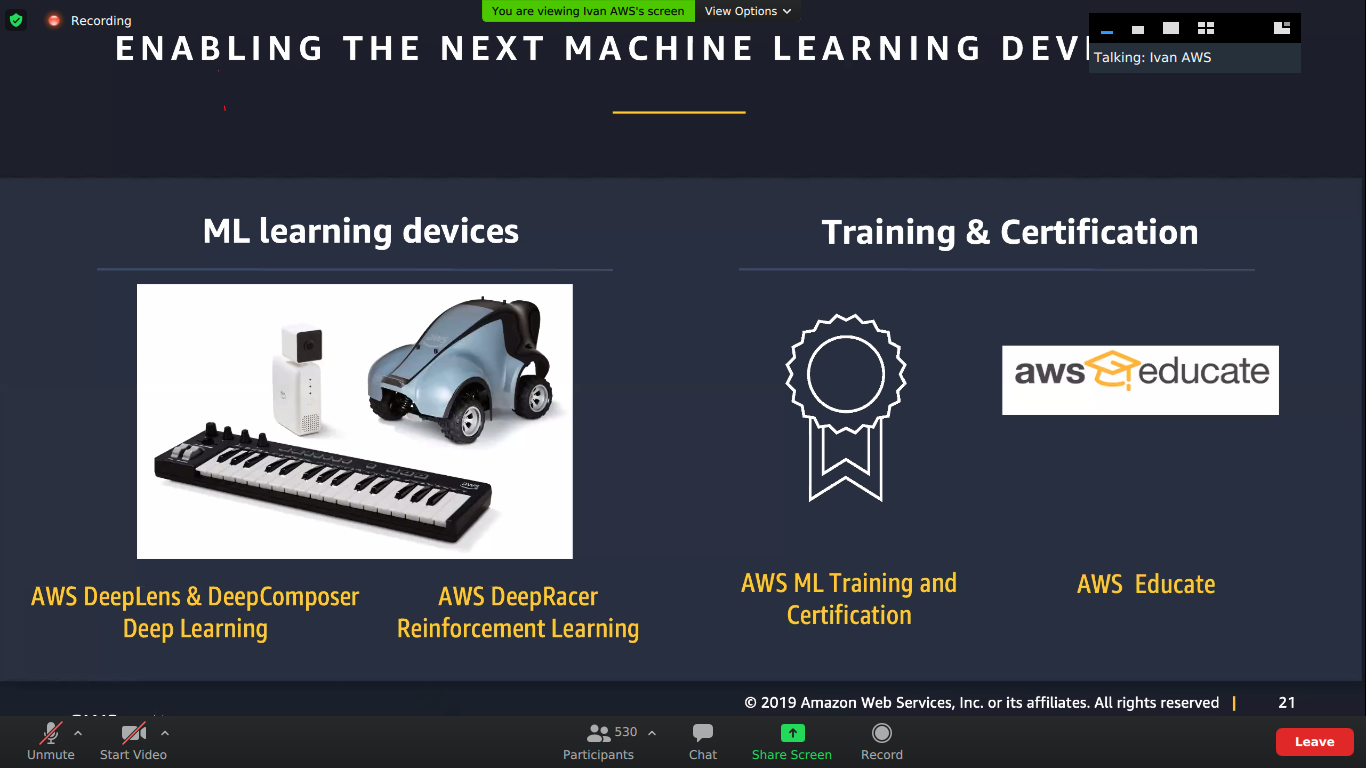 You are viewing Ivan AWS's screen
View Options
Recording
Talking: Ivan AWS
ENABLING THE NEXT MACHINE LEARNING
ML learning devices
Training & Certification
aws
aws educate
AWS DeepLens & DeepComposer
Deep Learning
AWS DeepRacer
Reinforcement Learning
AWS ML Training and
Certification
AWS Educate
© 2019 Amazon Web Services, Inc. or its affiliates. All rights reserved |
21
Unmute
Start Video
530
Participants
Chat
Share Screen
Record
Leave